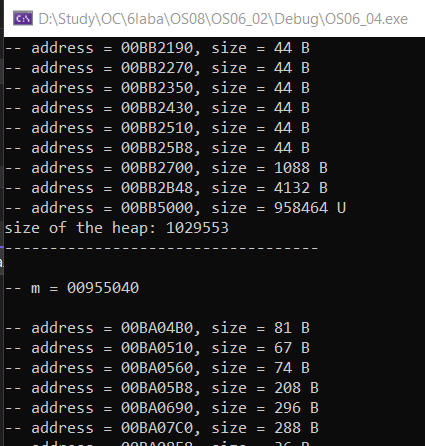 D:\Study\OC\6laba\OS08\OS06_02\Debug\OS06_04.exe
-- address = 00BB2190, size = 44 B
-- address = 00BB2270, size = 44 B
-- address = 00BB2350, size = 44 B
-- address = 00BB2430, size = 44 B
-- address = 00BB2510, size = 44 B
-- address = 00BB25B8, size = 44 B
-- address = 00BB2700, size = 1088 B
-- address = 00BB2B48, size = 4132 B
-- address = 00BB5000, size = 958464 U
size of the heap: 1029553
-----------------------------------
-- m = 00955040
-- address = 00BA04B0, size = 81 B
-- address = 00BA0510, size = 67 B
-- address = 00BA0560, size = 74 B
-- address = 00BA05B8, size = 208 B
-- address = 00BA0690, size = 296 B
-- address = 00BA07C0, size = 288 B